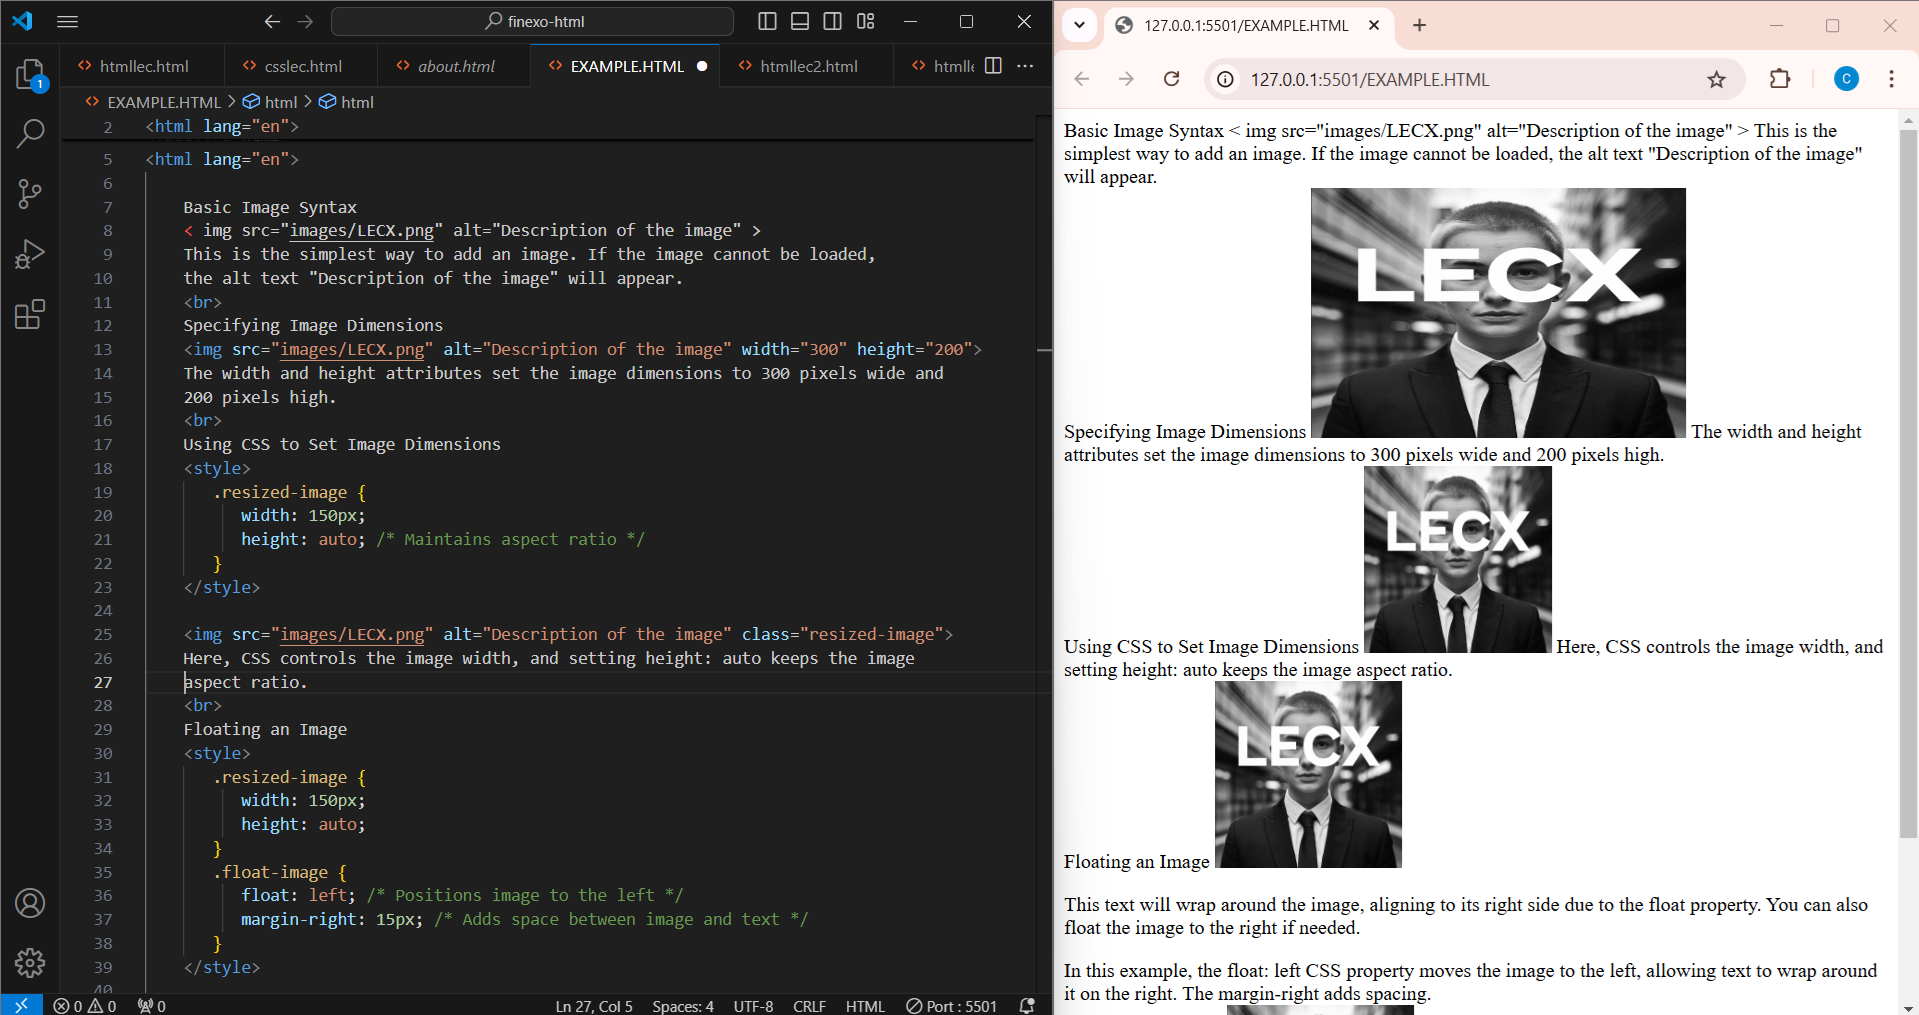 finexo-html
htmllec.html
csslec.html
about.html
EXAMPLE.HTML
htmllec2.html
htmlle
EXAMPLE.HTML > html > html
2 <html lang="en">
5 <html lang="en">
6
7 Basic Image Syntax
8 < img src="images/LECX.png" alt="Description of the image" >
9 This is the simplest way to add an image. If the image cannot be loaded,
10 the alt text "Description of the image" will appear.
11 <br>
12 Specifying Image Dimensions
13 <img src="images/LECX.png" alt="Description of the image" width="300" height="200">
14 The width and height attributes set the image dimensions to 300 pixels wide and
15 200 pixels high.
16 <br>
17 Using CSS to Set Image Dimensions
18 <style>
19 .resized-image {
20 width: 150px;
21 height: auto; /* Maintains aspect ratio */
22 }
23 </style>
24
25 <img src="images/LECX.png" alt="Description of the image" class="resized-image">
26 Here, CSS controls the image width, and setting height: auto keeps the image
27 aspect ratio.
28 <br>
29 Floating an Image
30 <style>
31 .resized-image {
32 width: 150px;
33 height: auto;
34 }
35 .float-image {
36 float: left; /* Positions image to the left */
37 margin-right: 15px; /* Adds space between image and text */
38 }
39 </style>
40
1
0 0 0 Ln 27, Col 5 Spaces: 4 UTF-8 CRLF HTML Port : 5501
127.0.0.1:5501/EXAMPLE.HTML
127.0.0.1:5501/EXAMPLE.HTML
C
Basic Image Syntax < img src="images/LECX.png" alt="Description of the image" > This is the
simplest way to add an image. If the image cannot be loaded, the alt text "Description of the image"
will appear.
LECX
Specifying Image Dimensions The width and height
attributes set the image dimensions to 300 pixels wide and 200 pixels high.
LECX
Using CSS to Set Image Dimensions Here, CSS controls the image width, and
setting height: auto keeps the image aspect ratio.
LECX
Floating an Image
This text will wrap around the image, aligning to its right side due to the float property. You can also
float the image to the right if needed.
In this example, the float: left CSS property moves the image to the left, allowing text to wrap around
it on the right. The margin-right adds spacing.